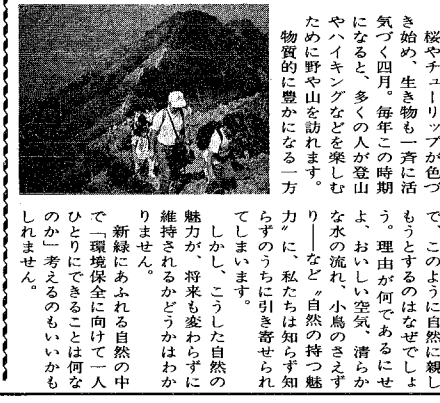 桜やチューリップが色づ
き始め、生き物も一斉に活
気づく四月。毎年この時期
になると、多くの人が登山
やハイキングなどを楽しむ
ために野や山を訪れます。
物質的に豊かになる一方
で、このように自然に親し
もうとするのはなぜでしょ
う。理由が何であるにせ
よ、おいしい空気、清らか
な水の流れ、小鳥のさえず
り――など〝自然の持つ魅
力〟に、私たちは知らず知
らずのうちに引き寄せられ
てしまいます。
しかし、こうした自然の
魅力が、将来も変わらずに
維持されるかどうかはわか
りません。
新緑にあふれる自然の中
で「環境保全に向けて一人
ひとりにできることは何な
のか」考えるのもいいかも
しれません。